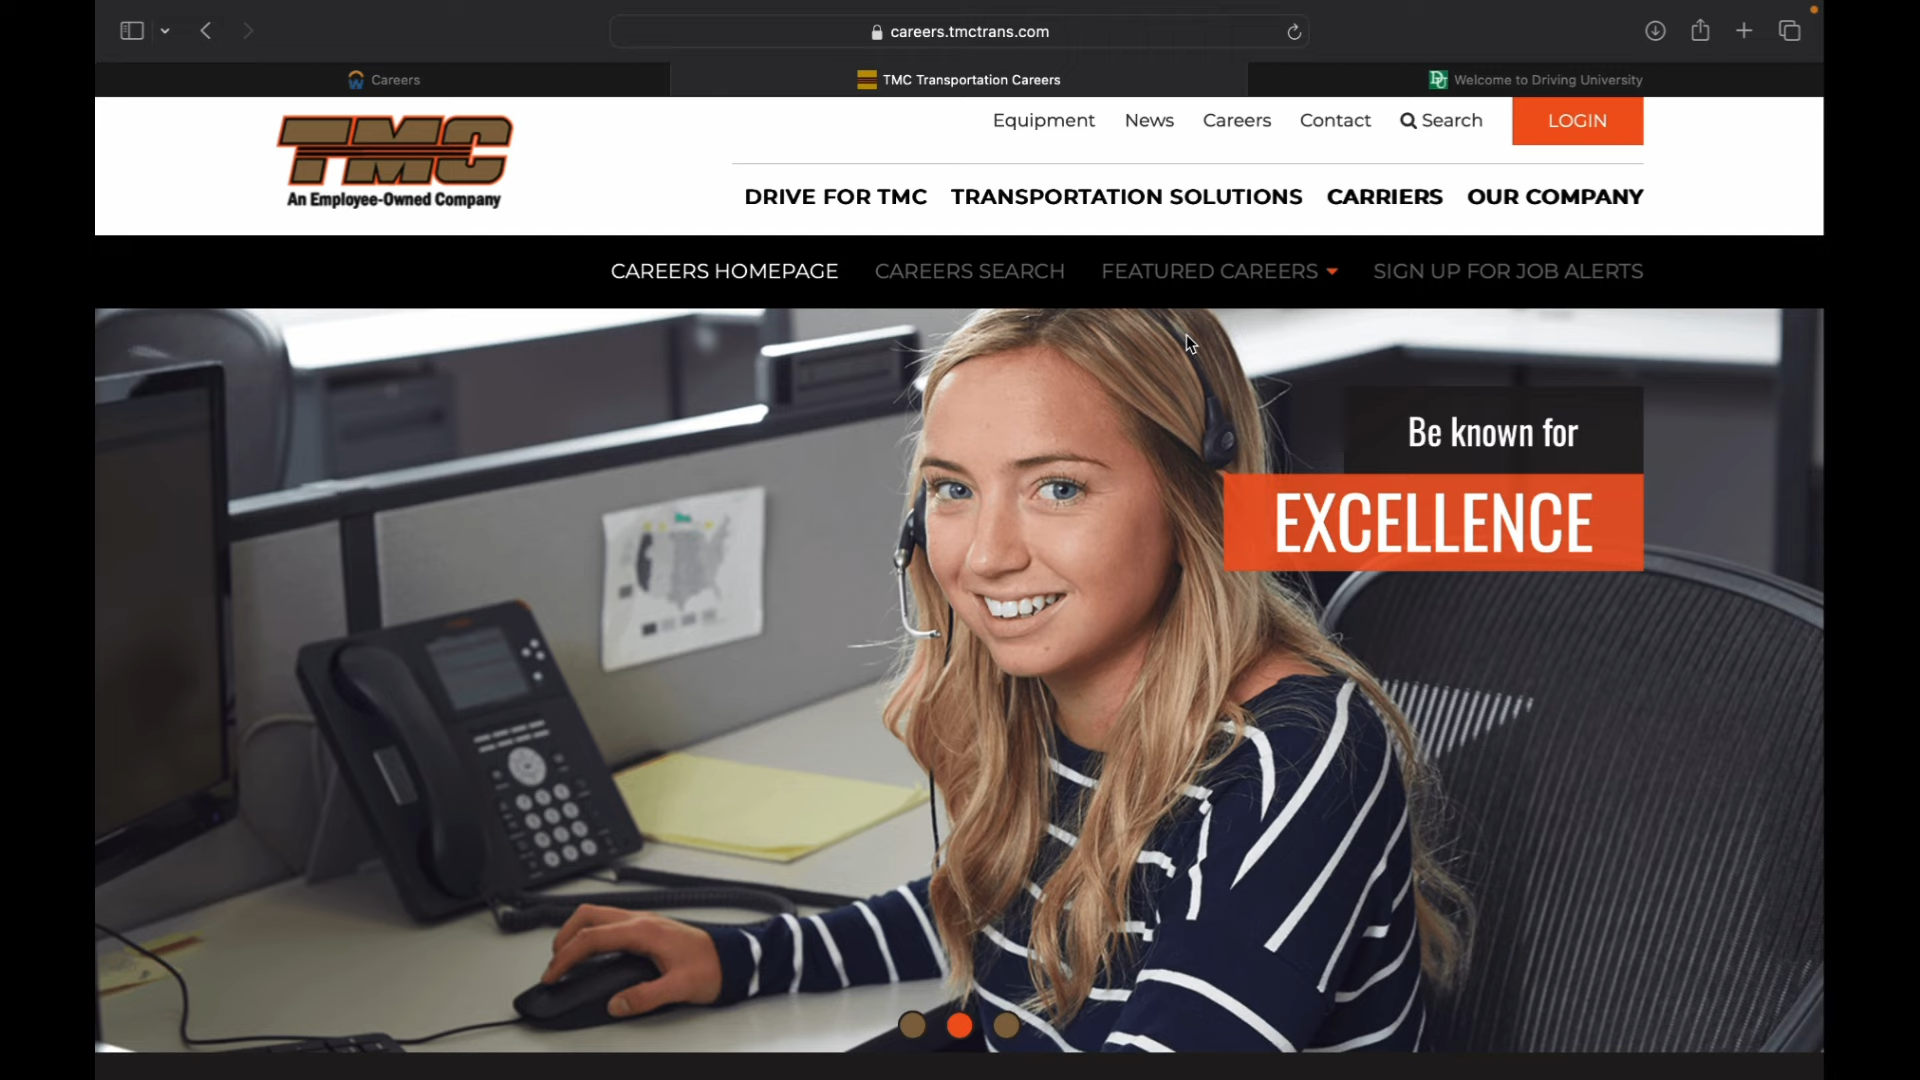 careers.tmctrans.com
Careers
TMC Transportation Careers
Welcome to Driving University
TMC
An Employee-Owned Company
Equipment News Careers Contact Search LOGIN
DRIVE FOR TMC TRANSPORTATION SOLUTIONS CARRIERS OUR COMPANY
CAREERS HOMEPAGE CAREERS SEARCH FEATURED CAREERS SIGN UP FOR JOB ALERTS
Be known for
EXCELLENCE